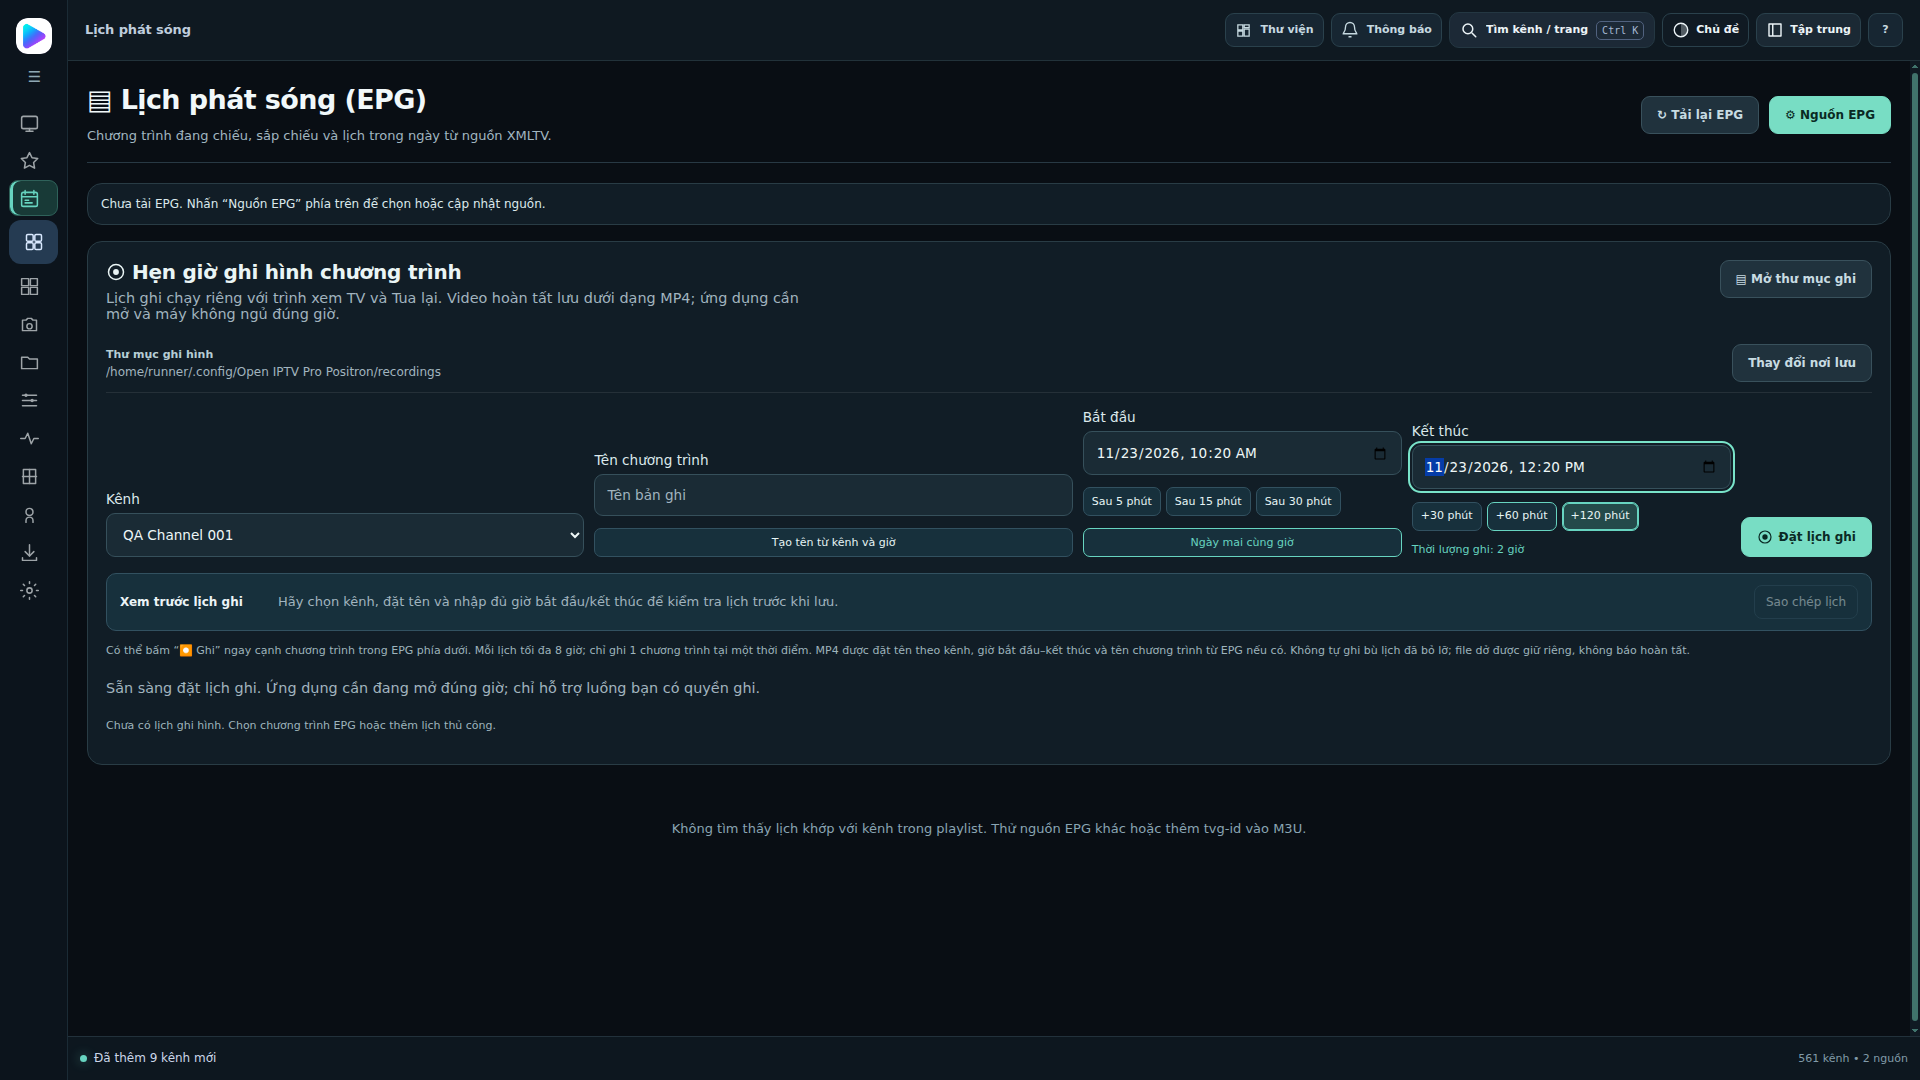 Lịch phát sóng
Thư viện
Thông báo
Tìm kênh / trang
Ctrl K
Chủ đề
Tập trung
?
Lịch phát sóng (EPG)
Chương trình đang chiếu, sắp chiếu và lịch trong ngày từ nguồn XMLTV.
↻ Tải lại EPG
⚙ Nguồn EPG
Chưa tải EPG. Nhấn “Nguồn EPG” phía trên để chọn hoặc cập nhật nguồn.
Hẹn giờ ghi hình chương trình
Lịch ghi chạy riêng với trình xem TV và Tua lại. Video hoàn tất lưu dưới dạng MP4; ứng dụng cần
mở và máy không ngủ đúng giờ.
▤ Mở thư mục ghi
Thư mục ghi hình
/home/runner/.config/Open IPTV Pro Positron/recordings
Thay đổi nơi lưu
Kênh
QA Channel 001
Tên chương trình
Tên bản ghi
Tạo tên từ kênh và giờ
Bắt đầu
11/23/2026, 10:20 AM
Sau 5 phút
Sau 15 phút
Sau 30 phút
Ngày mai cùng giờ
Kết thúc
11/23/2026, 12:20 PM
+30 phút
+60 phút
+120 phút
Thời lượng ghi: 2 giờ
Đặt lịch ghi
Xem trước lịch ghi
Hãy chọn kênh, đặt tên và nhập đủ giờ bắt đầu/kết thúc để kiểm tra lịch trước khi lưu.
Sao chép lịch
Có thể bấm “⏺ Ghi” ngay cạnh chương trình trong EPG phía dưới. Mỗi lịch tối đa 8 giờ; chỉ ghi 1 chương trình tại một thời điểm. MP4 được đặt tên theo kênh, giờ bắt đầu–kết thúc và tên chương trình từ EPG nếu có. Không tự ghi bù lịch đã bỏ lỡ; file dở được giữ riêng, không báo hoàn tất.
Sẵn sàng đặt lịch ghi. Ứng dụng cần đang mở đúng giờ; chỉ hỗ trợ luồng bạn có quyền ghi.
Chưa có lịch ghi hình. Chọn chương trình EPG hoặc thêm lịch thủ công.
Không tìm thấy lịch khớp với kênh trong playlist. Thử nguồn EPG khác hoặc thêm tvg-id vào M3U.
Đã thêm 9 kênh mới
561 kênh • 2 nguồn